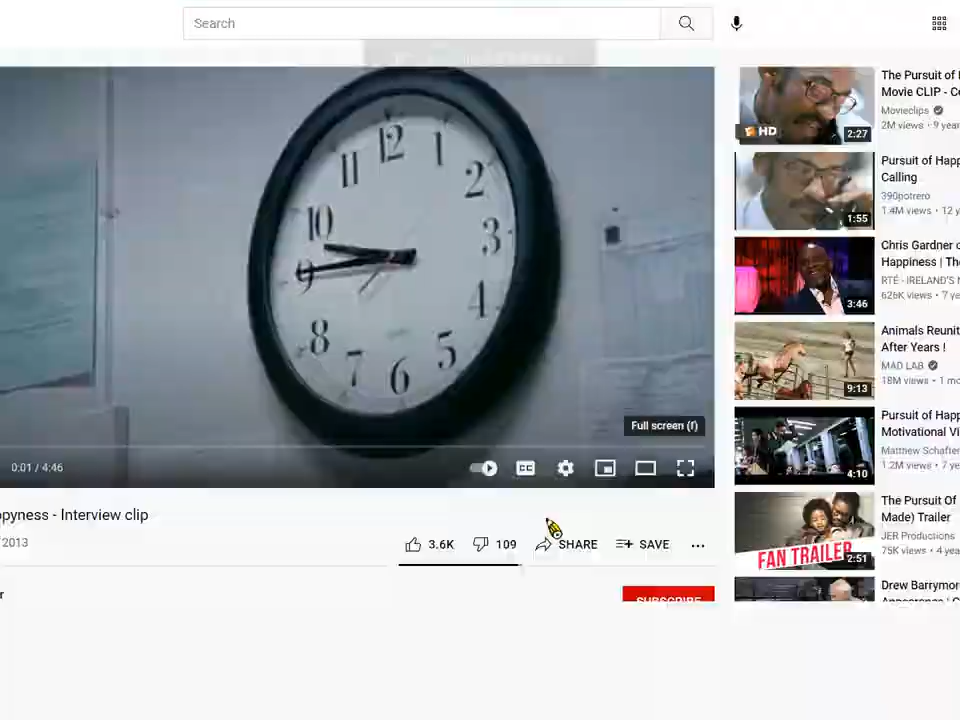 Search
12
1
2
3
4
5
6
7
8
9
10
11
Full screen (f)
0:01 / 4:46
CC
opyness - Interview clip
2013
3.6K
109
SHARE
SAVE
r
SUBSCRIBE
HD
2:27
The Pursuit of
Movie CLIP - C
Movieclips
2M views • 9 year
1:55
Pursuit of Happ
Calling
390potrero
1.4M views • 12 y
3:46
Chris Gardner o
Happiness | The
RTÉ - IRELAND'S N
626K views • 7 ye
9:13
Animals Reunit
After Years !
MAD LAB
18M views • 1 mo
4:10
Pursuit of Happ
Motivational Vi
Matthew Schafer
1.2M views • 7 ye
FAN TRAILER
2:51
The Pursuit Of
Made) Trailer
JER Productions
75K views • 4 yea
Drew Barrymor